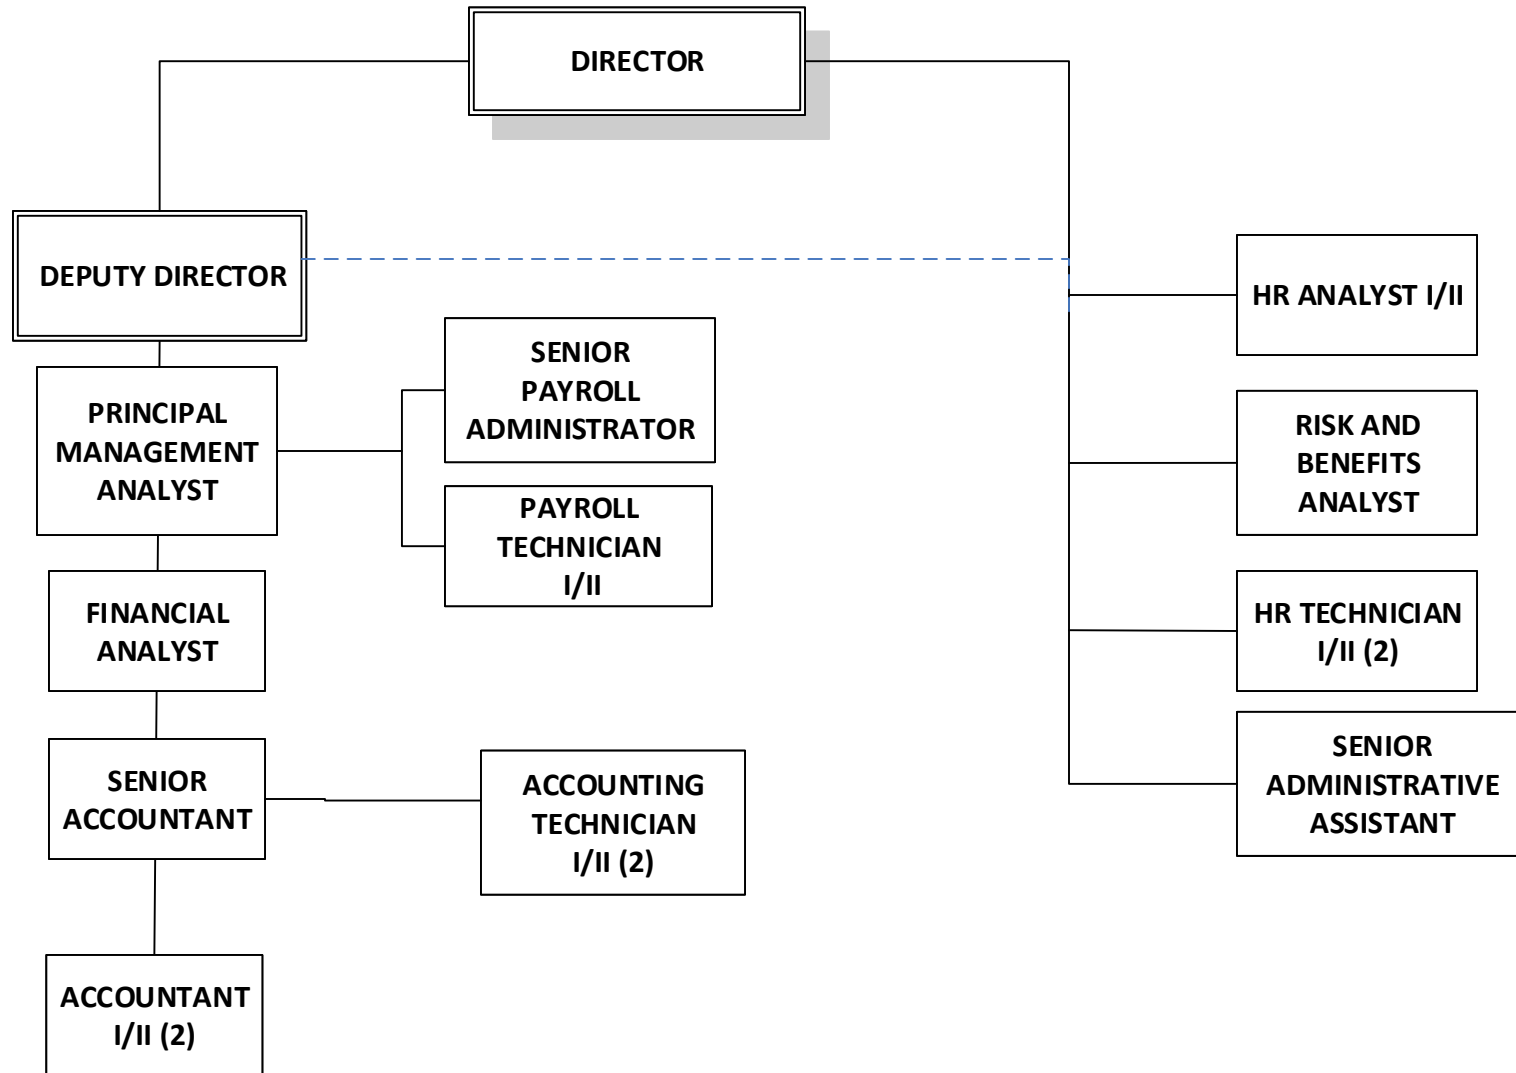 DIRECTOR
DEPUTY DIRECTOR
PRINCIPAL
MANAGEMENT
ANALYST
SENIOR
PAYROLL
ADMINISTRATOR
PAYROLL
TECHNICIAN
I/II
FINANCIAL
ANALYST
SENIOR
ACCOUNTANT
ACCOUNTING
TECHNICIAN
I/II (2)
ACCOUNTANT
I/II (2)
HR ANALYST I/II
RISK AND
BENEFITS
ANALYST
HR TECHNICIAN
I/II (2)
SENIOR
ADMINISTRATIVE
ASSISTANT